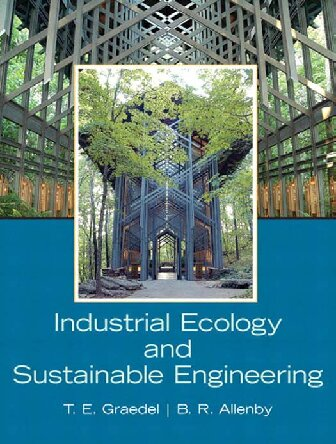 Industrial Ecology
and
Sustainable Engineering
T. E. Graedel | B. R. Allenby